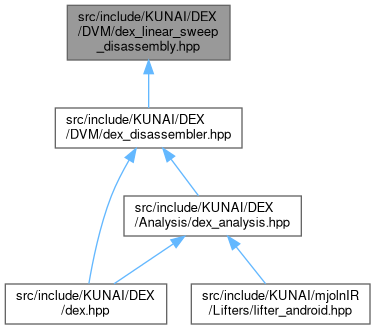 src/include/KUNAI/DEX
/DVM/dex_linear_sweep
_disassembly.hpp
src/include/KUNAI/DEX
/DVM/dex_disassembler.hpp
src/include/KUNAI/DEX
/Analysis/dex_analysis.hpp
src/include/KUNAI/DEX
/dex.hpp
src/include/KUNAI/mjolnIR
/Lifters/lifter_android.hpp